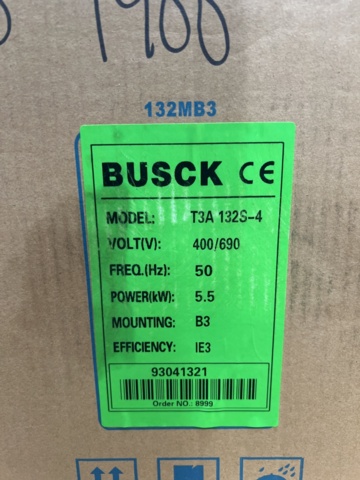 1900
132MB3
BUSCK CE
MODEL: T3A 132S-4
VOLT(V): 400/690
FREQ.(Hz): 50
POWER(kW): 5.5
MOUNTING: B3
EFFICIENCY: IE3
93041321
Order NO.: 8999